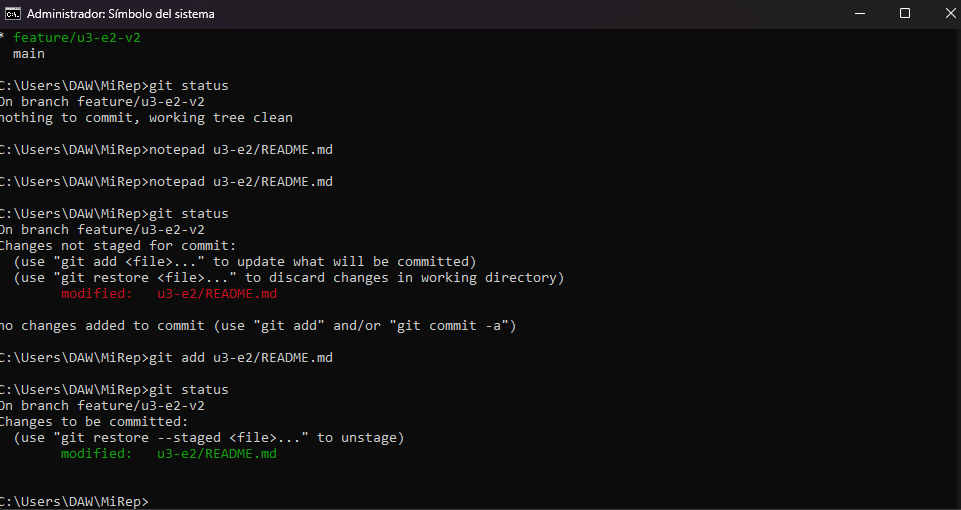 Administrador: Símbolo del sistema
* feature/u3-e2-v2
  main
C:\Users\DAW\MiRep>git status
On branch feature/u3-e2-v2
nothing to commit, working tree clean
C:\Users\DAW\MiRep>notepad u3-e2/README.md
C:\Users\DAW\MiRep>notepad u3-e2/README.md
C:\Users\DAW\MiRep>git status
On branch feature/u3-e2-v2
Changes not staged for commit:
  (use "git add <file>..." to update what will be committed)
  (use "git restore <file>..." to discard changes in working directory)
        modified:   u3-e2/README.md
no changes added to commit (use "git add" and/or "git commit -a")
C:\Users\DAW\MiRep>git add u3-e2/README.md
C:\Users\DAW\MiRep>git status
On branch feature/u3-e2-v2
Changes to be committed:
  (use "git restore --staged <file>..." to unstage)
        modified:   u3-e2/README.md
C:\Users\DAW\MiRep>